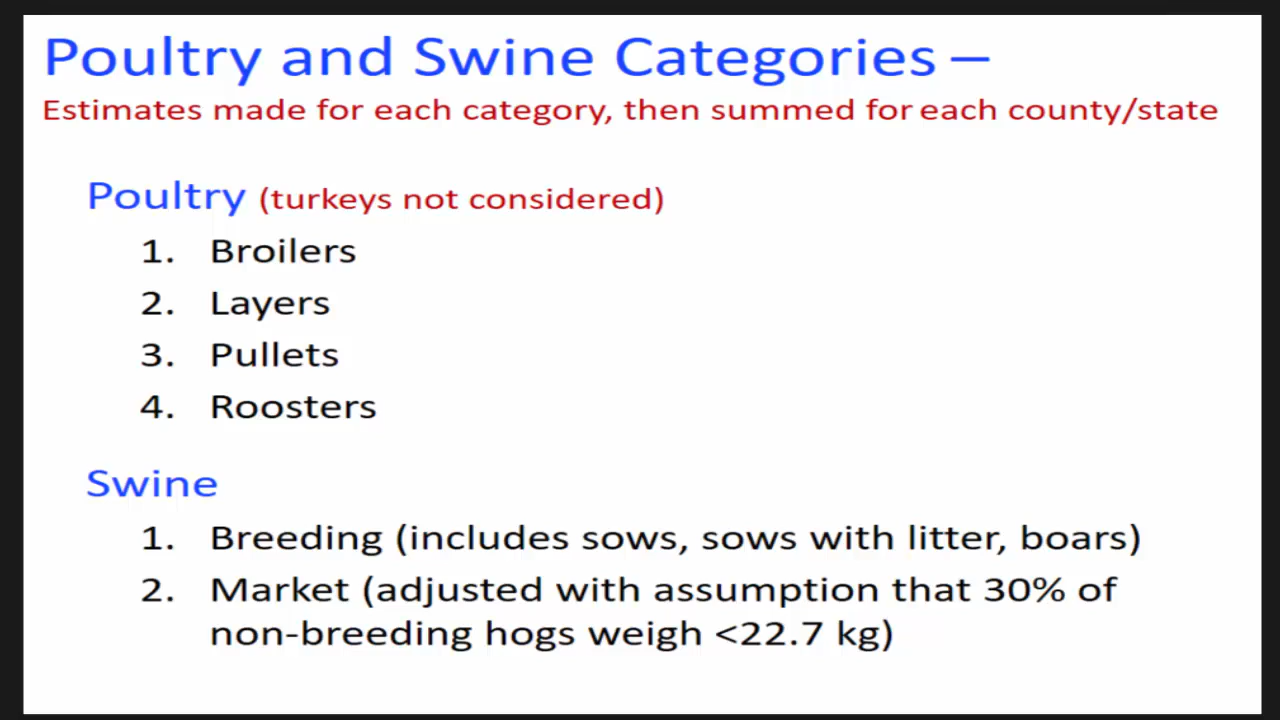 Poultry and Swine Categories –
Estimates made for each category, then summed for each county/state
Poultry (turkeys not considered)
1. Broilers
2. Layers
3. Pullets
4. Roosters
Swine
1. Breeding (includes sows, sows with litter, boars)
2. Market (adjusted with assumption that 30% of
non-breeding hogs weigh <22.7 kg)